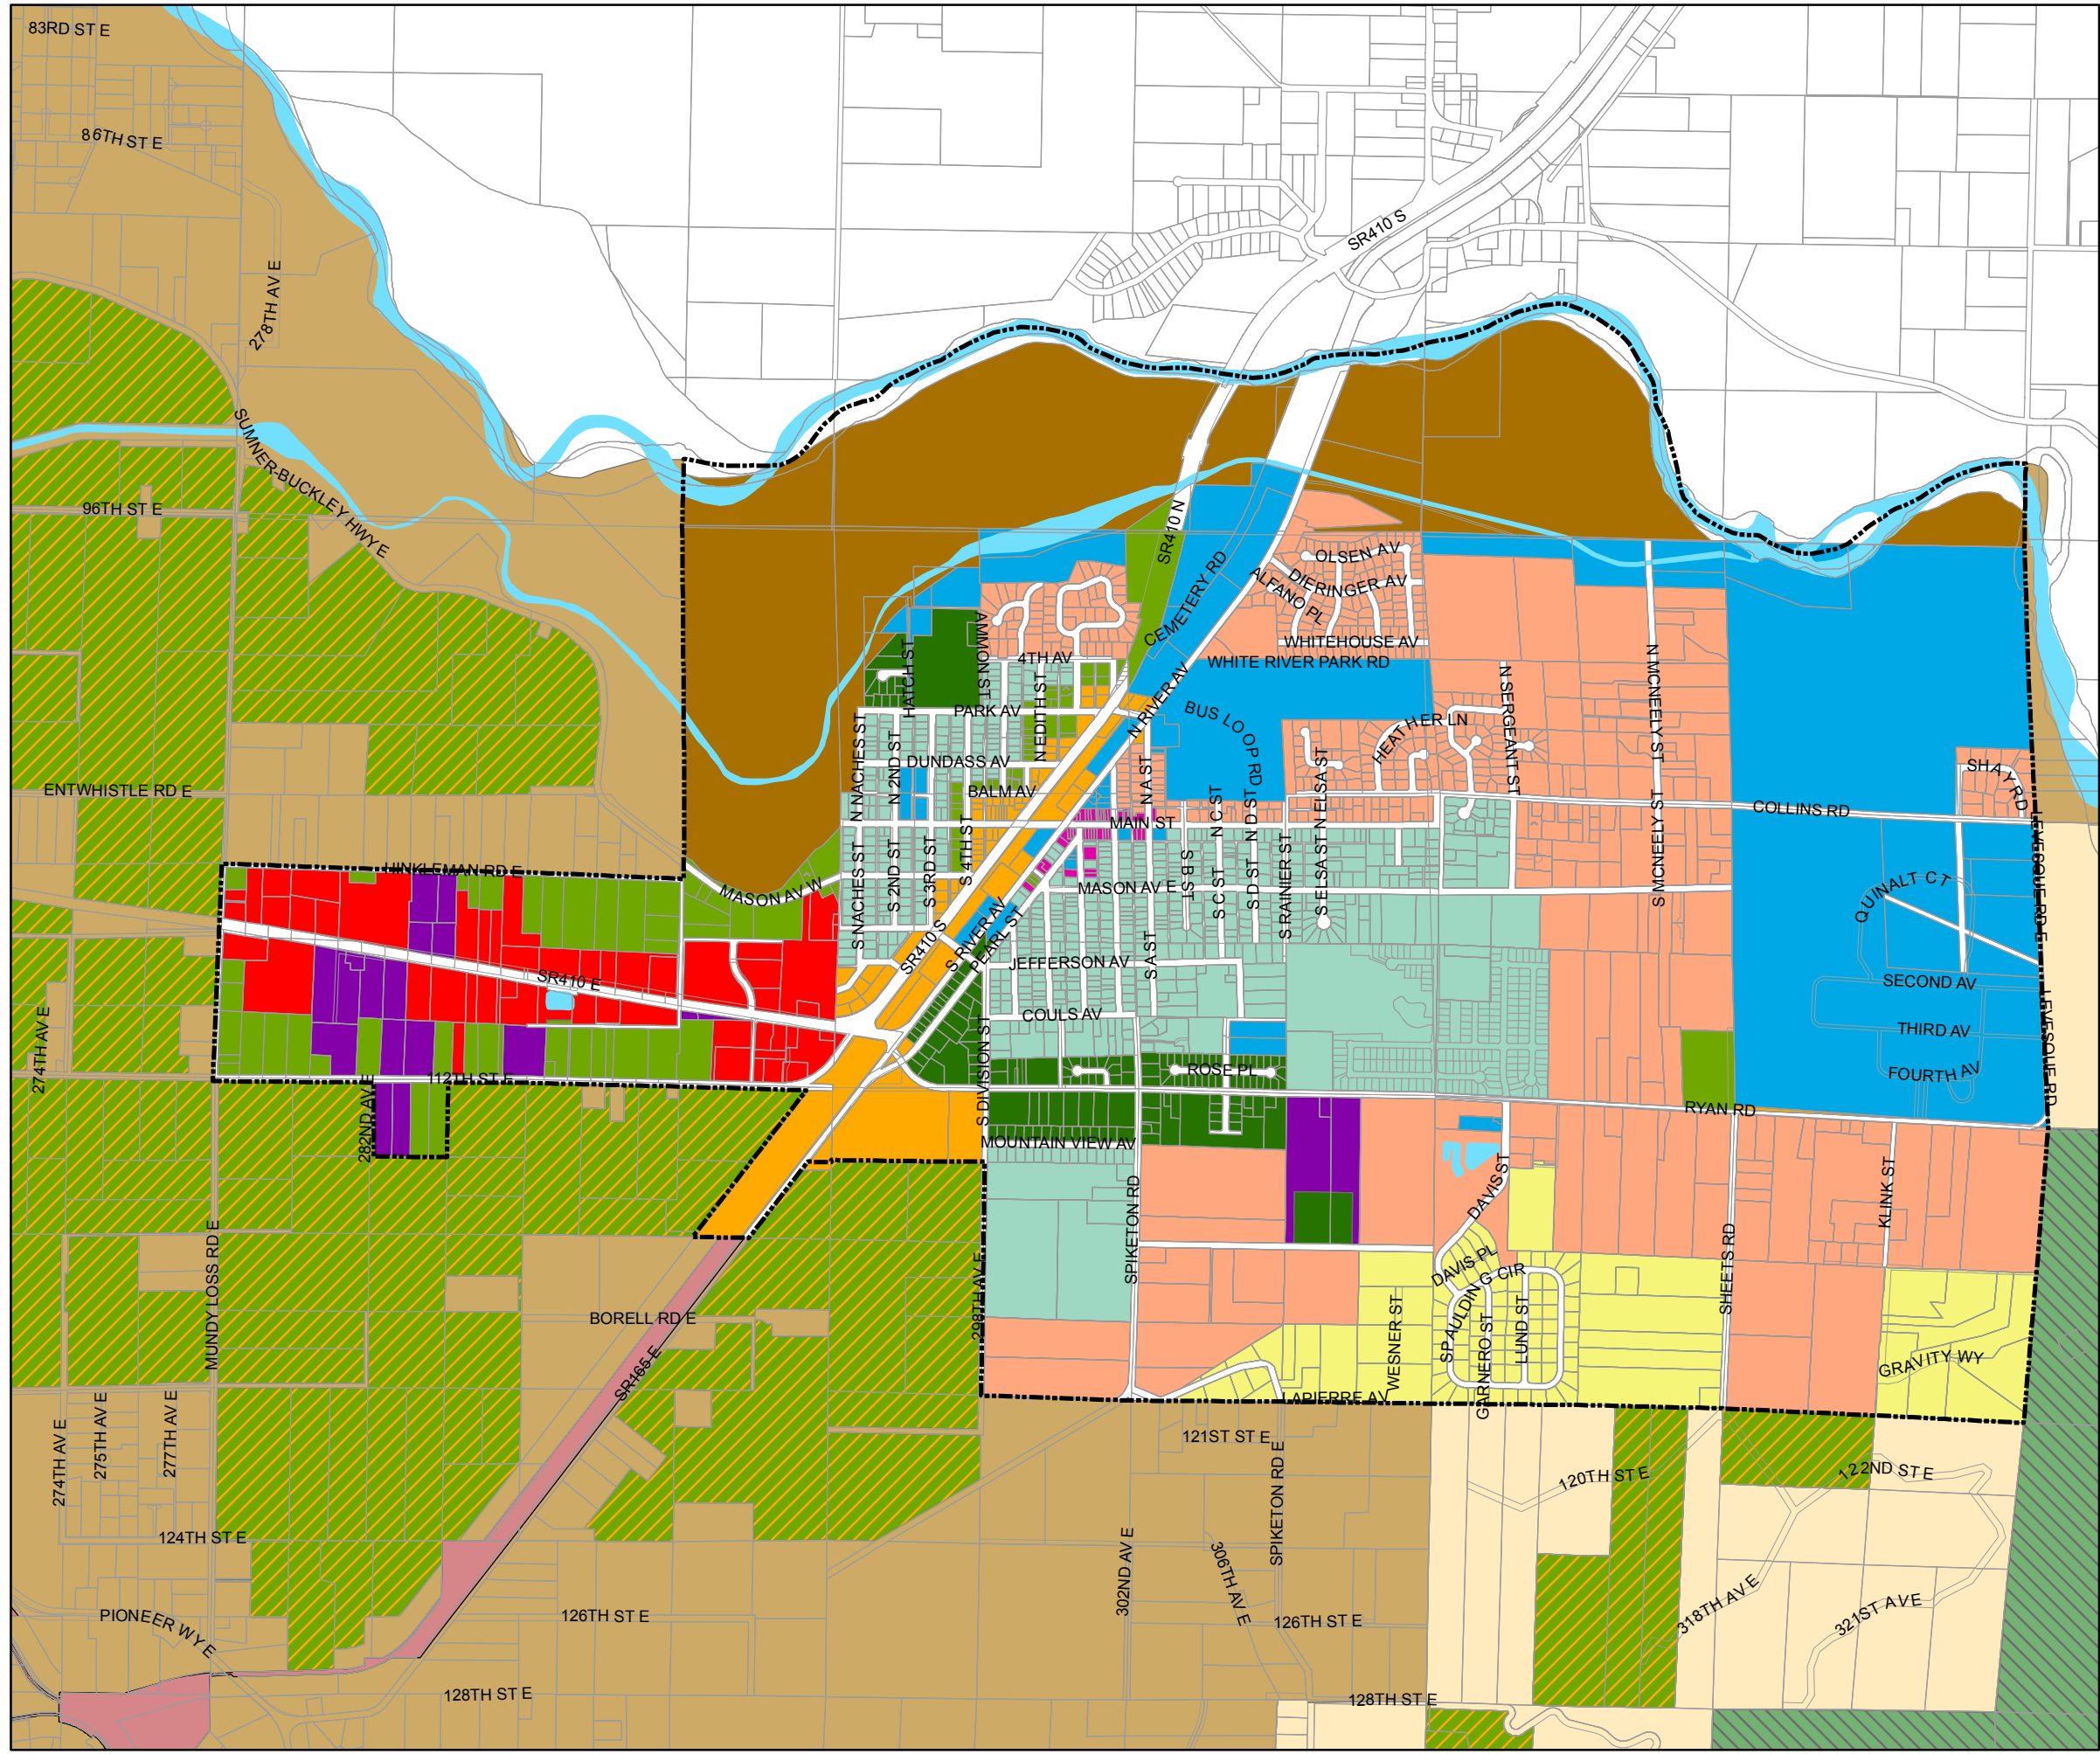 83RD ST E
86TH ST E
278TH AV E
SR410 S
SUMNER-BUCKLEY HWY E
96TH ST E
SR410 N
CEMETERY RD
OLSEN AV
DIERINGER AV
ALFANO PL
WHITEHOUSE AV
WHITE RIVER PARK RD
4TH AV
AMMON ST
HATCH ST
N EDITH ST
PARK AV
N RIVER AV
BUS LOOP RD
HEATHER LN
N SERGEANT ST
N MCNEELY ST
N NACHES ST
N 2ND ST
DUNDASS AV
BALM AV
N A ST
N C ST
N D ST
N ELSA ST
SHAY RD
ENTWHISTLE RD E
COLLINS RD
MAIN ST
HINKLEMAN RD E
MASON AV W
S NACHES ST
S 2ND ST
S 3RD ST
S 4TH ST
MASON AV E
S B ST
S C ST
S D ST
S RAINIER ST
S ELSA ST
S MCNEELY ST
LEVESQUE RD E
QUINALT CT
SR410 E
SR410 S
S RIVER AV
PEARL ST
JEFFERSON AV
S A ST
SECOND AV
THIRD AV
FOURTH AV
LEVESQUE RD
274TH AV E
COULS AV
S DIVISION ST
ROSE PL
112TH ST E
282ND AV E
RYAN RD
MOUNTAIN VIEW AV
SPIKETON RD
DAVIS ST
KLINK ST
MUNDY LOSS RD E
298TH AV E
DAVIS PL
SPAULDING CIR
SHEETS RD
BORELL RD E
SR165 E
WESNER ST
GARNERO ST
LUND ST
GRAVITY WY
LAPIERRE AV
274TH AV E
275TH AV E
277TH AV E
121ST ST E
SPIKETON RD E
120TH ST E
122ND ST E
124TH ST E
302ND AV E
306TH AV E
318TH AV E
321ST AV E
PIONEER WY E
126TH ST E
126TH ST E
128TH ST E
128TH ST E